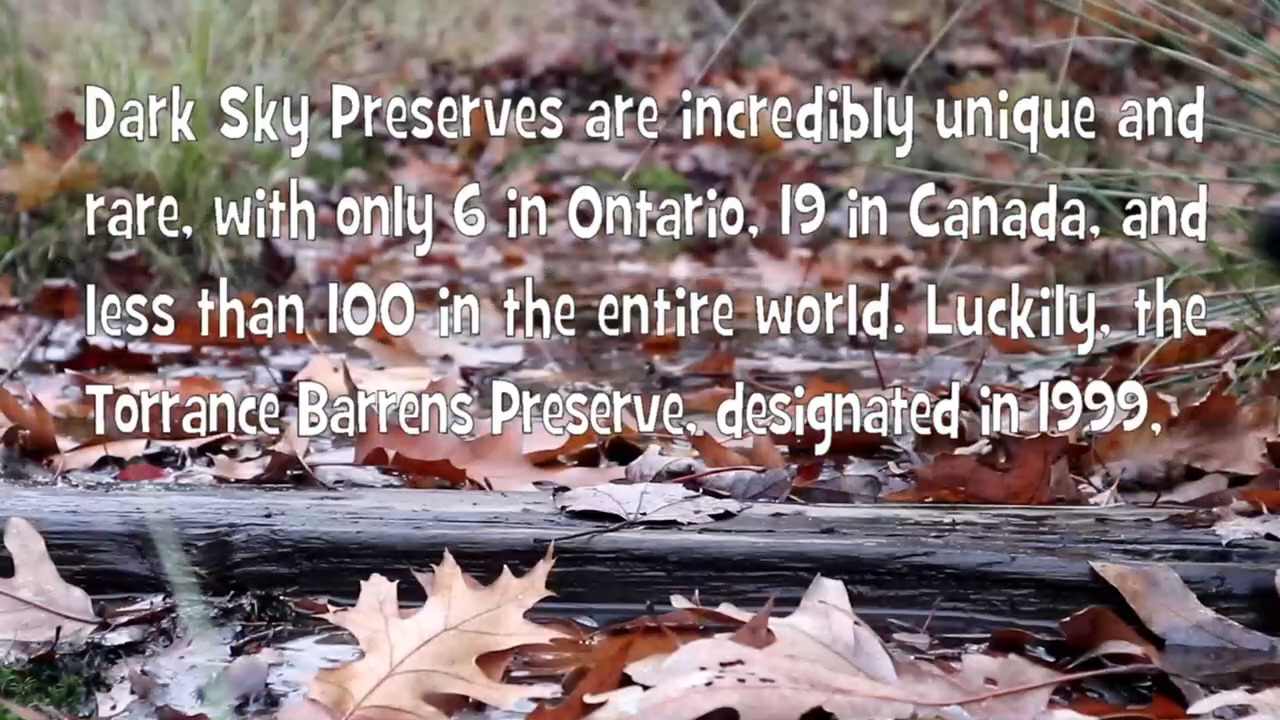 Dark Sky Preserves are incredibly unique and
rare, with only 6 in Ontario, 19 in Canada, and
less than 100 in the entire world. Luckily, the
Torrance Barrens Preserve, designated in 1999,